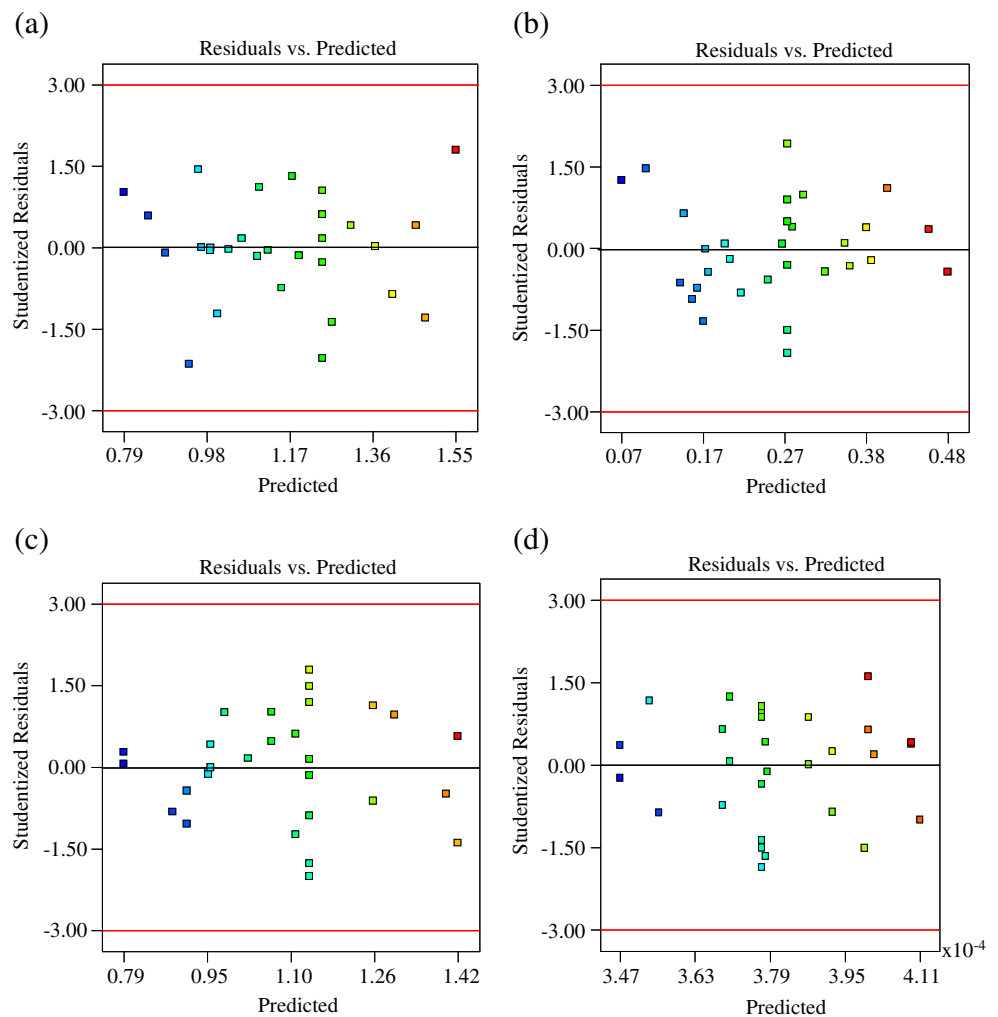 (a)
Residuals vs. Predicted
3.00
1.50
0.00
-1.50
-3.00
Studentized Residuals
0.79 0.98 1.17 1.36 1.55
Predicted
(b)
Residuals vs. Predicted
3.00
1.50
0.00
-1.50
-3.00
Studentized Residuals
0.07 0.17 0.27 0.38 0.48
Predicted
(c)
Residuals vs. Predicted
3.00
1.50
0.00
-1.50
-3.00
Studentized Residuals
0.79 0.95 1.10 1.26 1.42
Predicted
(d)
Residuals vs. Predicted
3.00
1.50
0.00
-1.50
-3.00
Studentized Residuals
x10⁻⁴
3.47 3.63 3.79 3.95 4.11
Predicted